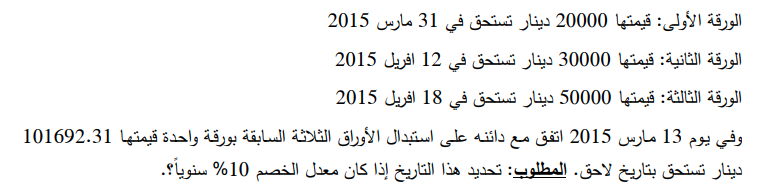 الورقة الأولى: قيمتها 20000 دينار تستحق في 31 مارس 2015
الورقة الثانية: قيمتها 30000 دينار تستحق في 12 افريل 2015
الورقة الثالثة: قيمتها 50000 دينار تستحق في 18 افريل 2015
وفي يوم 13 مارس 2015 اتفق مع دائنه على استبدال الأوراق الثلاثة السابقة بورقة واحدة قيمتها 101692.31
دينار تستحق بتاريخ لاحق. المطلوب: تحديد هذا التاريخ إذا كان معدل الخصم 10% سنوياً؟.